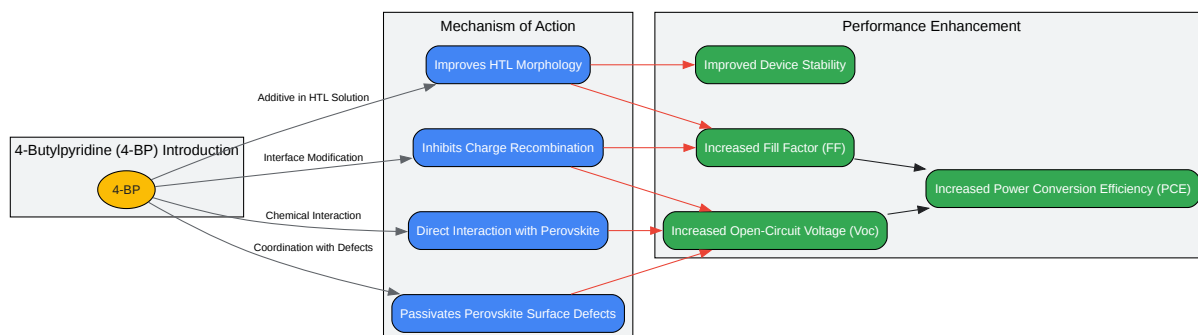 Mechanism of Action
Performance Enhancement
Improves HTL Morphology
Improved Device Stability
Additive in HTL Solution
4-Butylpyridine (4-BP) Introduction
Interface Modification
Inhibits Charge Recombination
Increased Fill Factor (FF)
4-BP
Increased Power Conversion Efficiency (PCE)
Chemical Interaction
Direct Interaction with Perovskite
Increased Open-Circuit Voltage (Voc)
Coordination with Defects
Passivates Perovskite Surface Defects